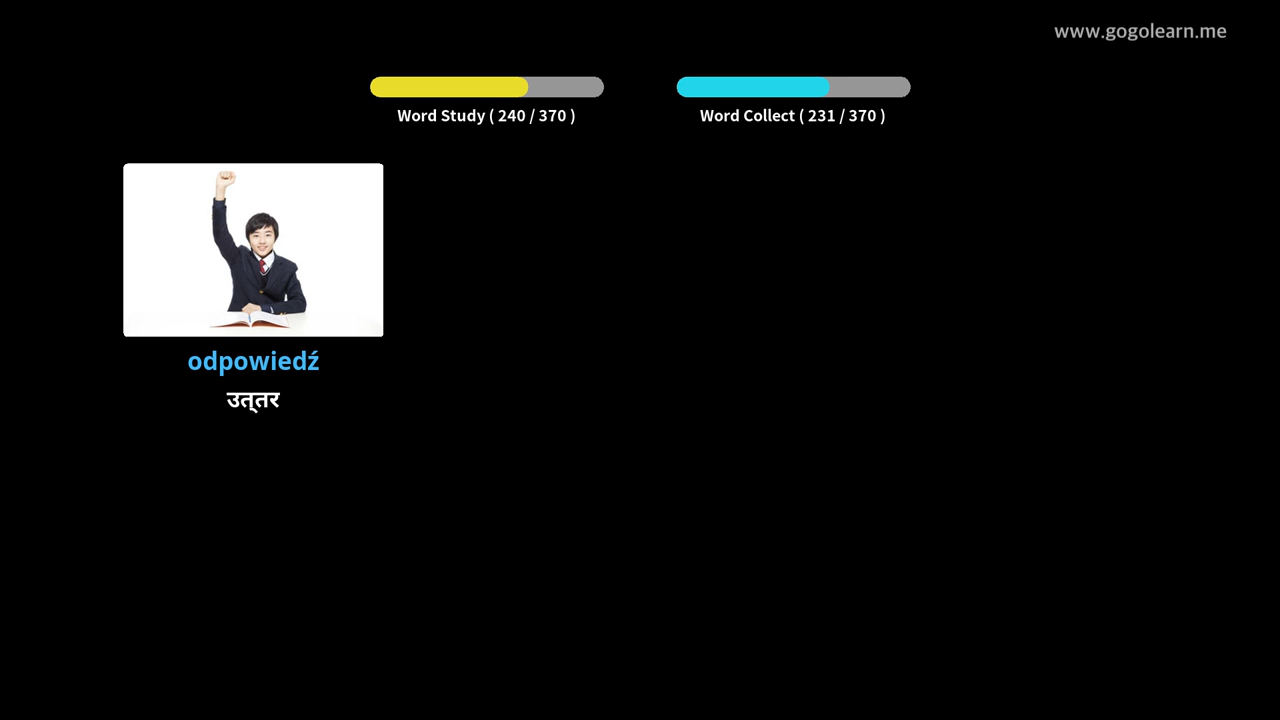 www.gogolearn.me
Word Study ( 240 / 370 )
Word Collect ( 231 / 370 )
odpowiedź
उत्तर